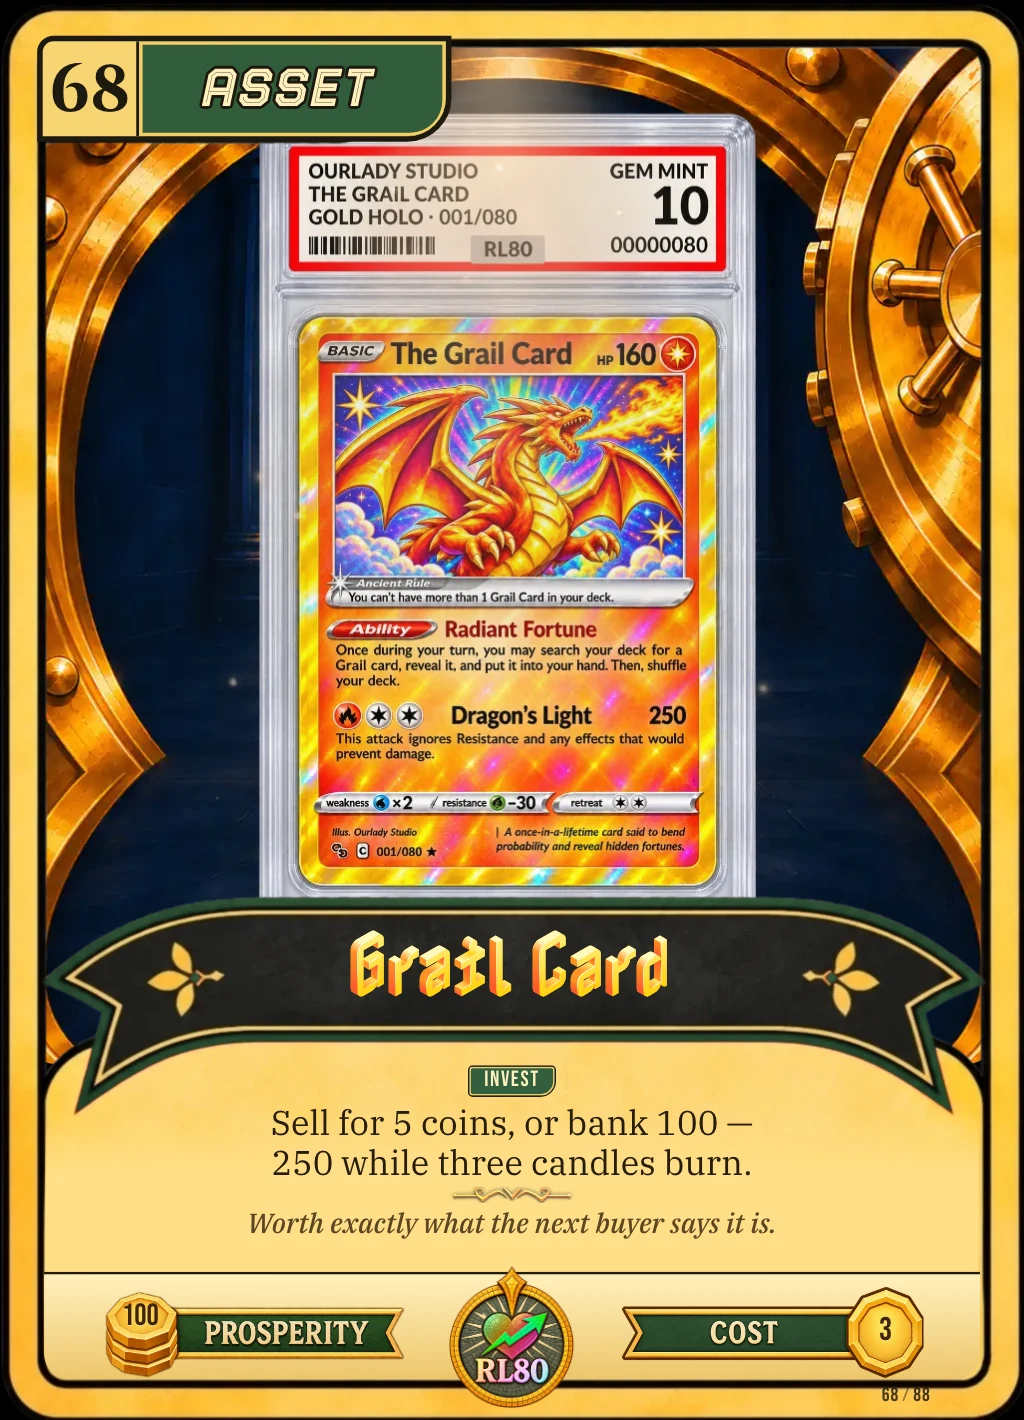 68 ASSET
OURLADY STUDIO GEM MINT
THE GRAIL CARD 10
GOLD HOLO · 001/080
RL80 00000080
BASIC The Grail Card HP 160
Ancient Rule
You can't have more than 1 Grail Card in your deck.
Ability Radiant Fortune
Once during your turn, you may search your deck for a
Grail card, reveal it, and put it into your hand. Then, shuffle
your deck.
Dragon's Light 250
This attack ignores Resistance and any effects that would
prevent damage.
weakness ×2 resistance -30 retreat
Illus. Ourlady Studio | A once-in-a-lifetime card said to bend
C 001/080 ★ probability and reveal hidden fortunes.
Grail Card
INVEST
Sell for 5 coins, or bank 100 —
250 while three candles burn.
Worth exactly what the next buyer says it is.
100 PROSPERITY RL80 COST 3
68 / 88